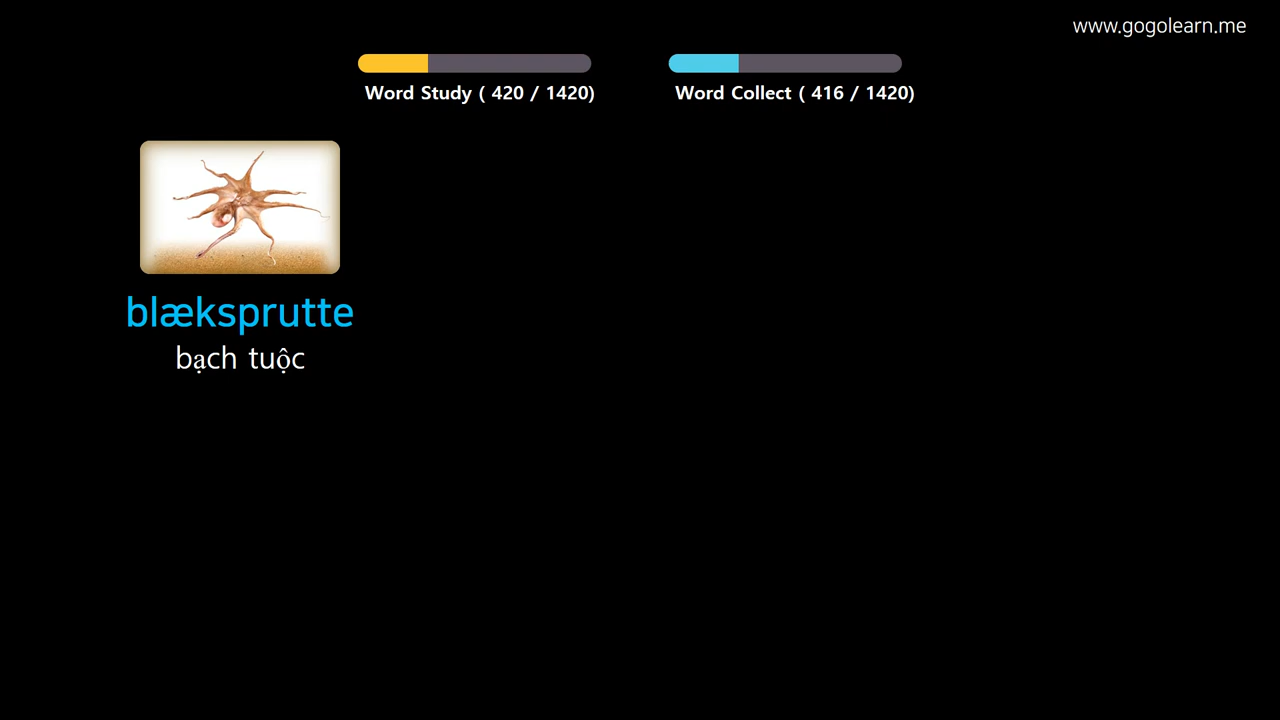 www.gogolearn.me
Word Study ( 420 / 1420)
Word Collect ( 416 / 1420)
blæksprutte
bạch tuộc